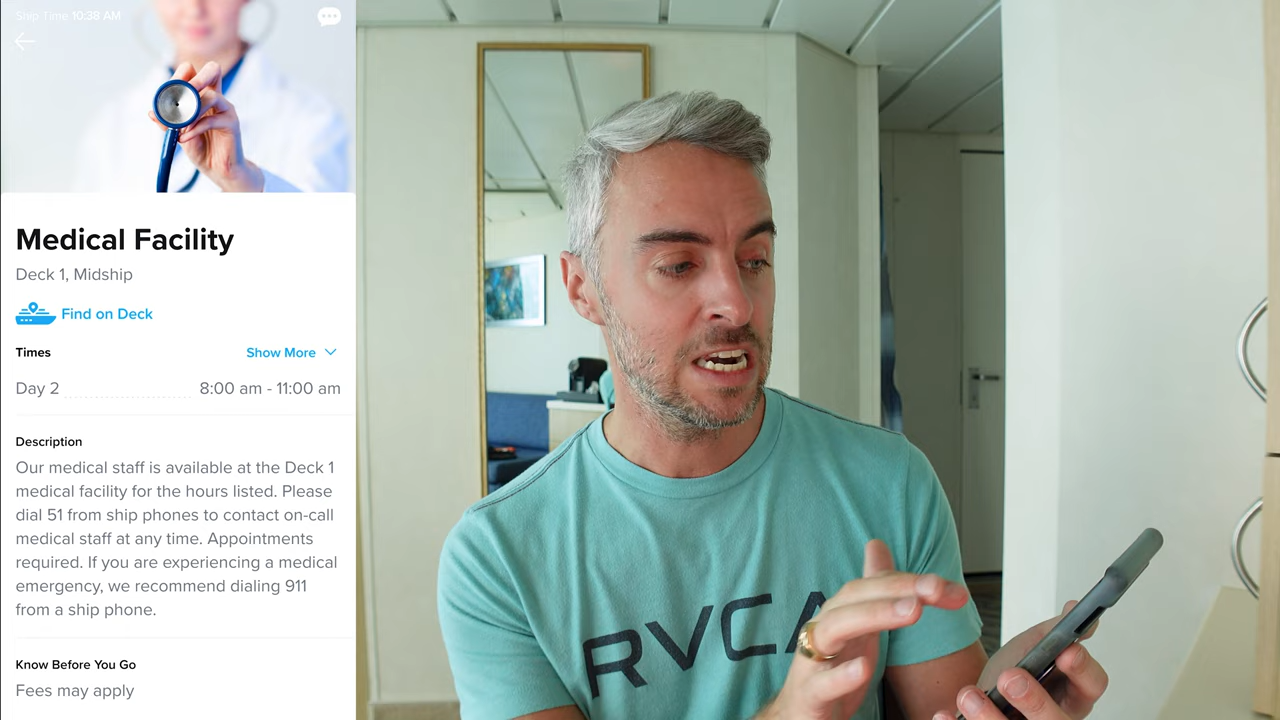 Ship Time 10:38 AM
Medical Facility
Deck 1, Midship
Find on Deck
Times
Show More
Day 2
8:00 am - 11:00 am
Description
Our medical staff is available at the Deck 1
medical facility for the hours listed. Please
dial 51 from ship phones to contact on-call
medical staff at any time. Appointments
required. If you are experiencing a medical
emergency, we recommend dialing 911
from a ship phone.
Know Before You Go
Fees may apply
RVCA